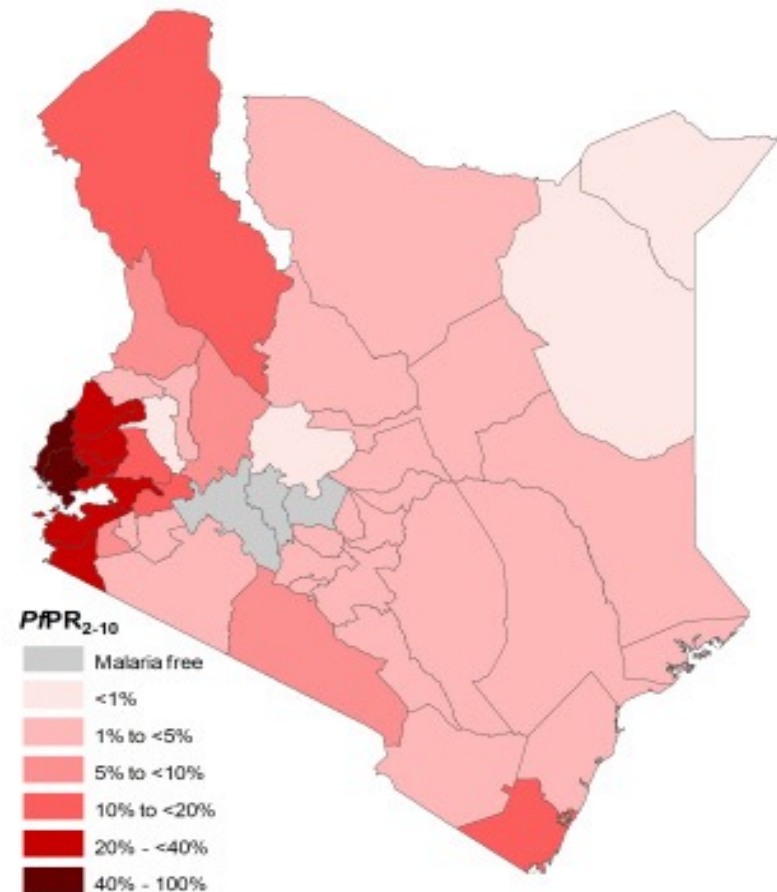 PfPR2-10
Malaria free
<1%
1% to <5%
5% to <10%
10% to <20%
20% - <40%
40% - 100%